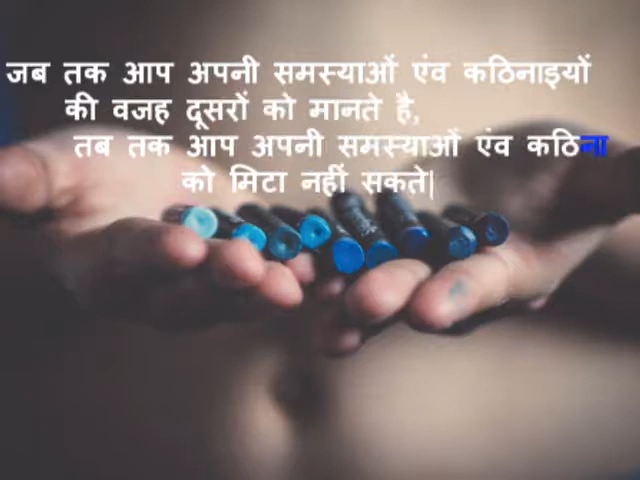 जब तक आप अपनी समस्याओं एंव कठिनाइयों
की वजह दूसरों को मानते है,
तब तक आप अपनी समस्याओं एंव कठिना
को मिटा नहीं सकते|